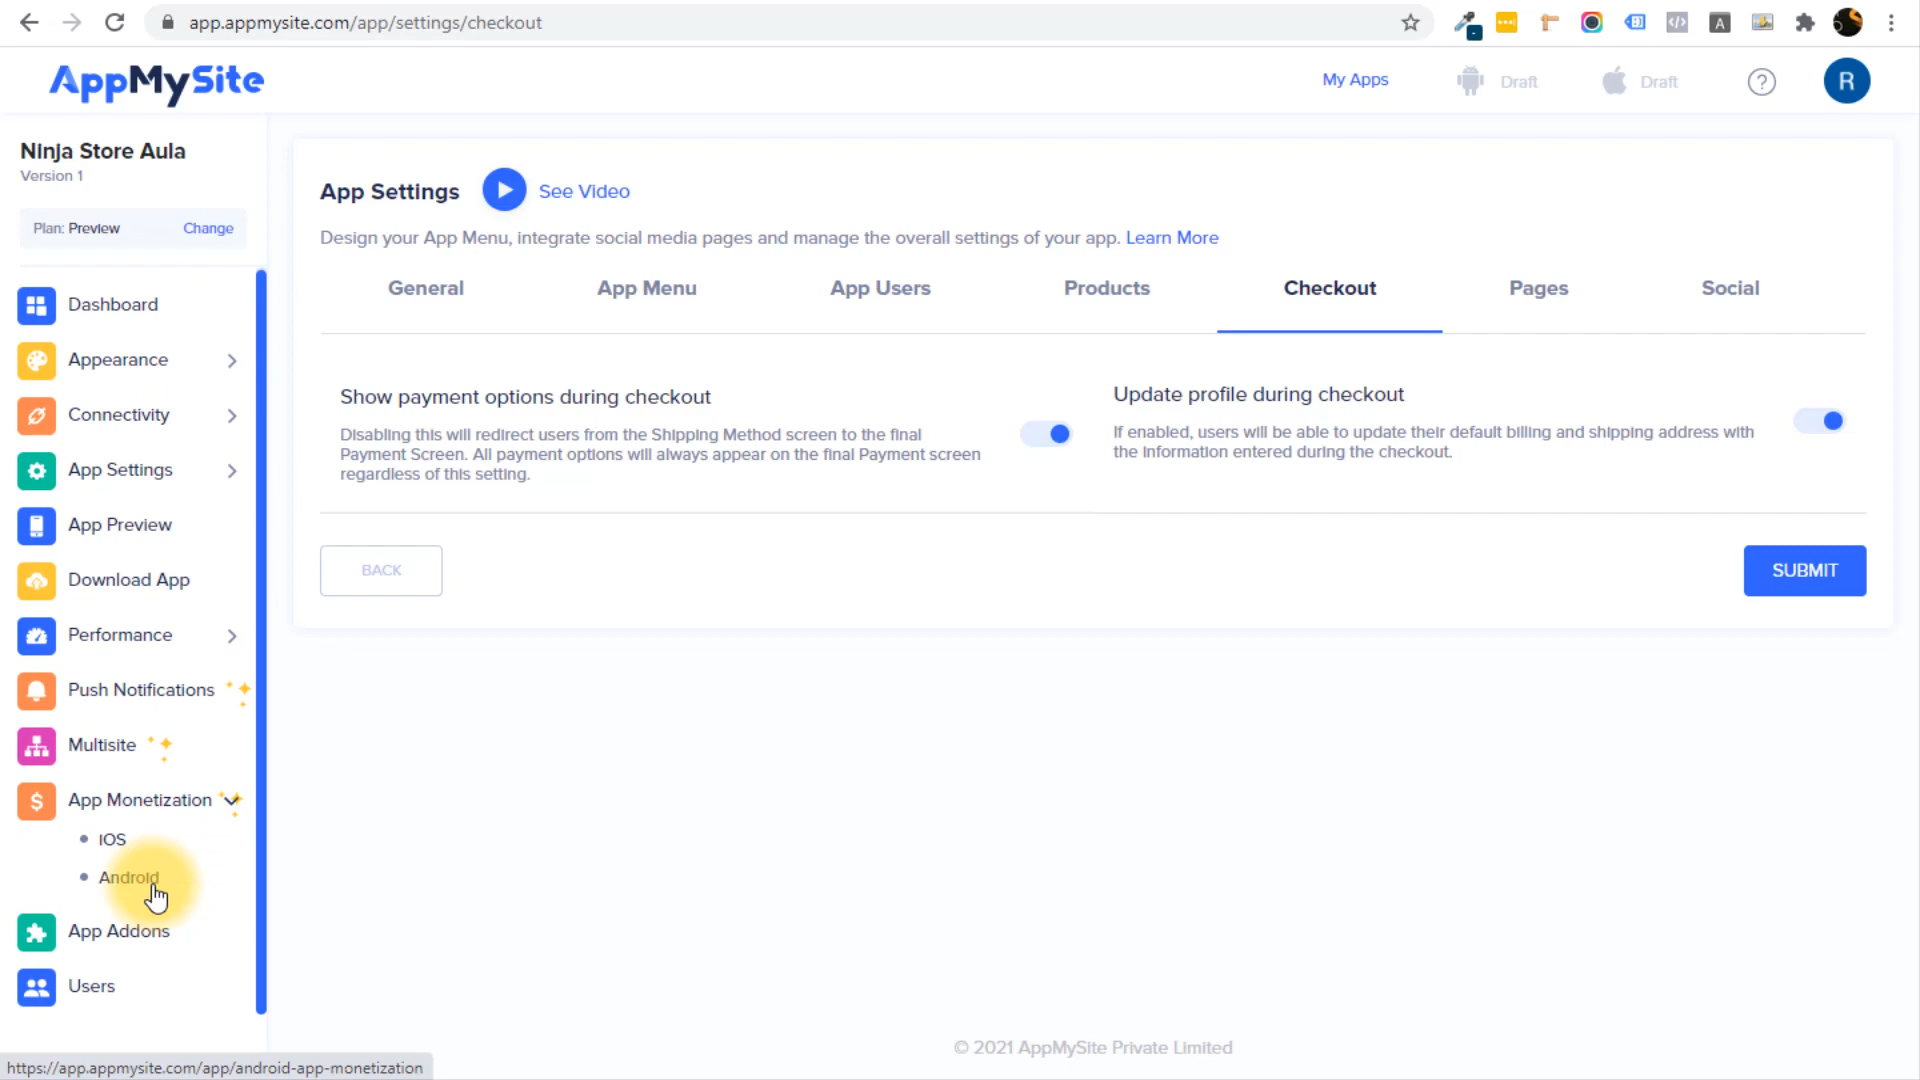 app.appmysite.com/app/settings/checkout
A
AppMySite
My Apps
Draft
Draft
?
R
Ninja Store Aula
Version 1
Plan: Preview
Change
Dashboard
Appearance
Connectivity
App Settings
App Preview
Download App
Performance
Push Notifications
Multisite
App Monetization
IOS
Android
App Addons
Users
App Settings
See Video
Design your App Menu, integrate social media pages and manage the overall settings of your app. Learn More
General
App Menu
App Users
Products
Checkout
Pages
Social
Show payment options during checkout
Disabling this will redirect users from the Shipping Method screen to the final
Payment Screen. All payment options will always appear on the final Payment screen
regardless of this setting.
Update profile during checkout
If enabled, users will be able to update their default billing and shipping address with
the information entered during the checkout.
BACK
SUBMIT
© 2021 AppMySite Private Limited
https://app.appmysite.com/app/android-app-monetization